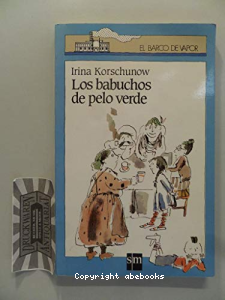 EL BARCO DE VAPOR
Irina Korschunow
Los babuchos
de pelo verde
sm
Copyright abebooks